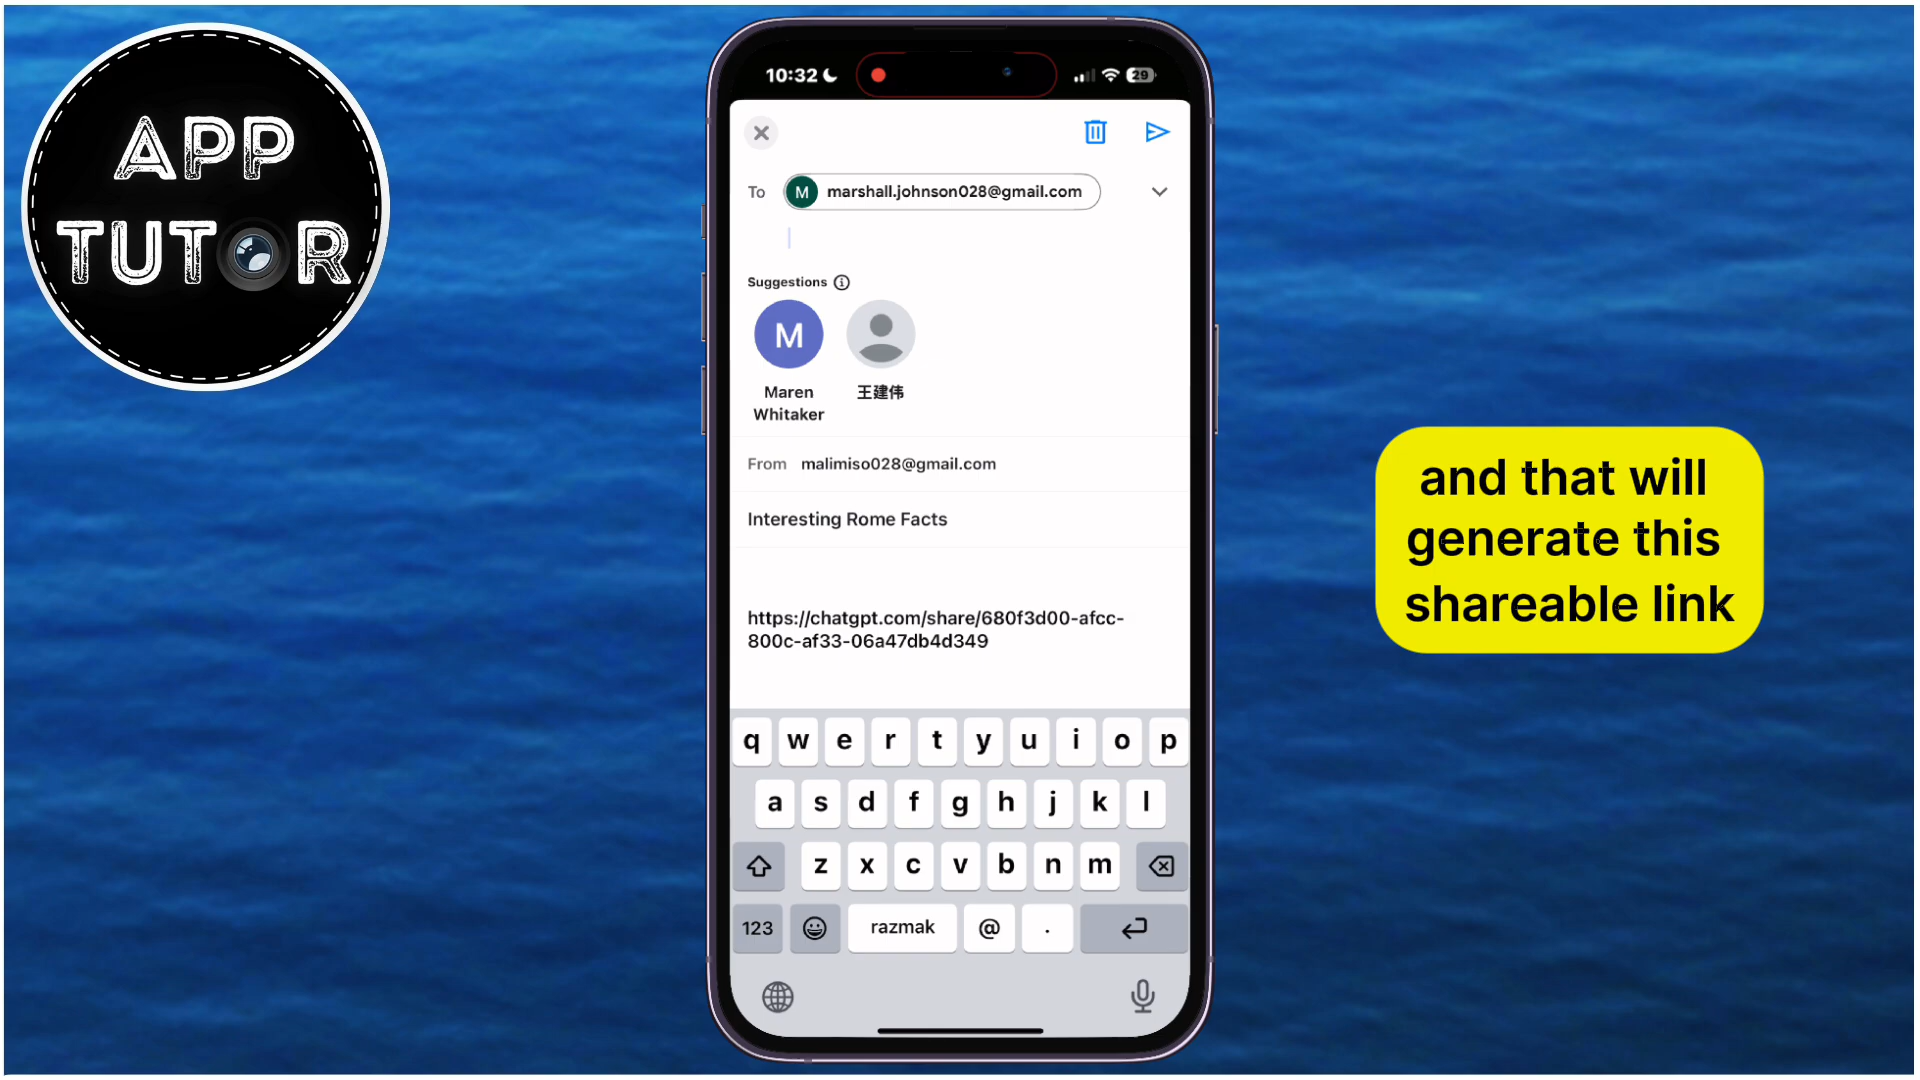 APP
TUTOR
10:32
29
To M marshall.johnson028@gmail.com
Suggestions
M
Maren
Whitaker
王建伟
From malimiso028@gmail.com
Interesting Rome Facts
https://chatgpt.com/share/680f3d00-afcc-
800c-af33-06a47db4d349
q w e r t y u i o p
a s d f g h j k l
z x c v b n m
123 razmak @ .
and that will
generate this
shareable link